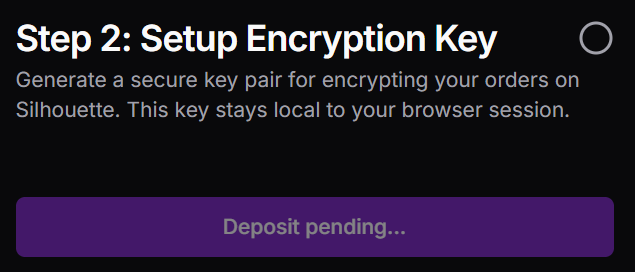 Step 2: Setup Encryption Key
Generate a secure key pair for encrypting your orders on
Silhouette. This key stays local to your browser session.
Deposit pending...